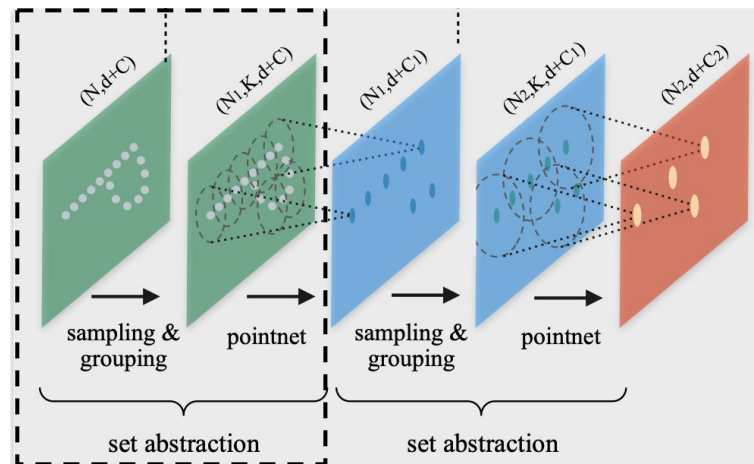 (N,d+C)
(N₁,K,d+C)
(N₁,d+C₁)
(N₂,K,d+C₁)
(N₂,d+C₂)
sampling &
grouping
pointnet
sampling &
grouping
pointnet
set abstraction
set abstraction